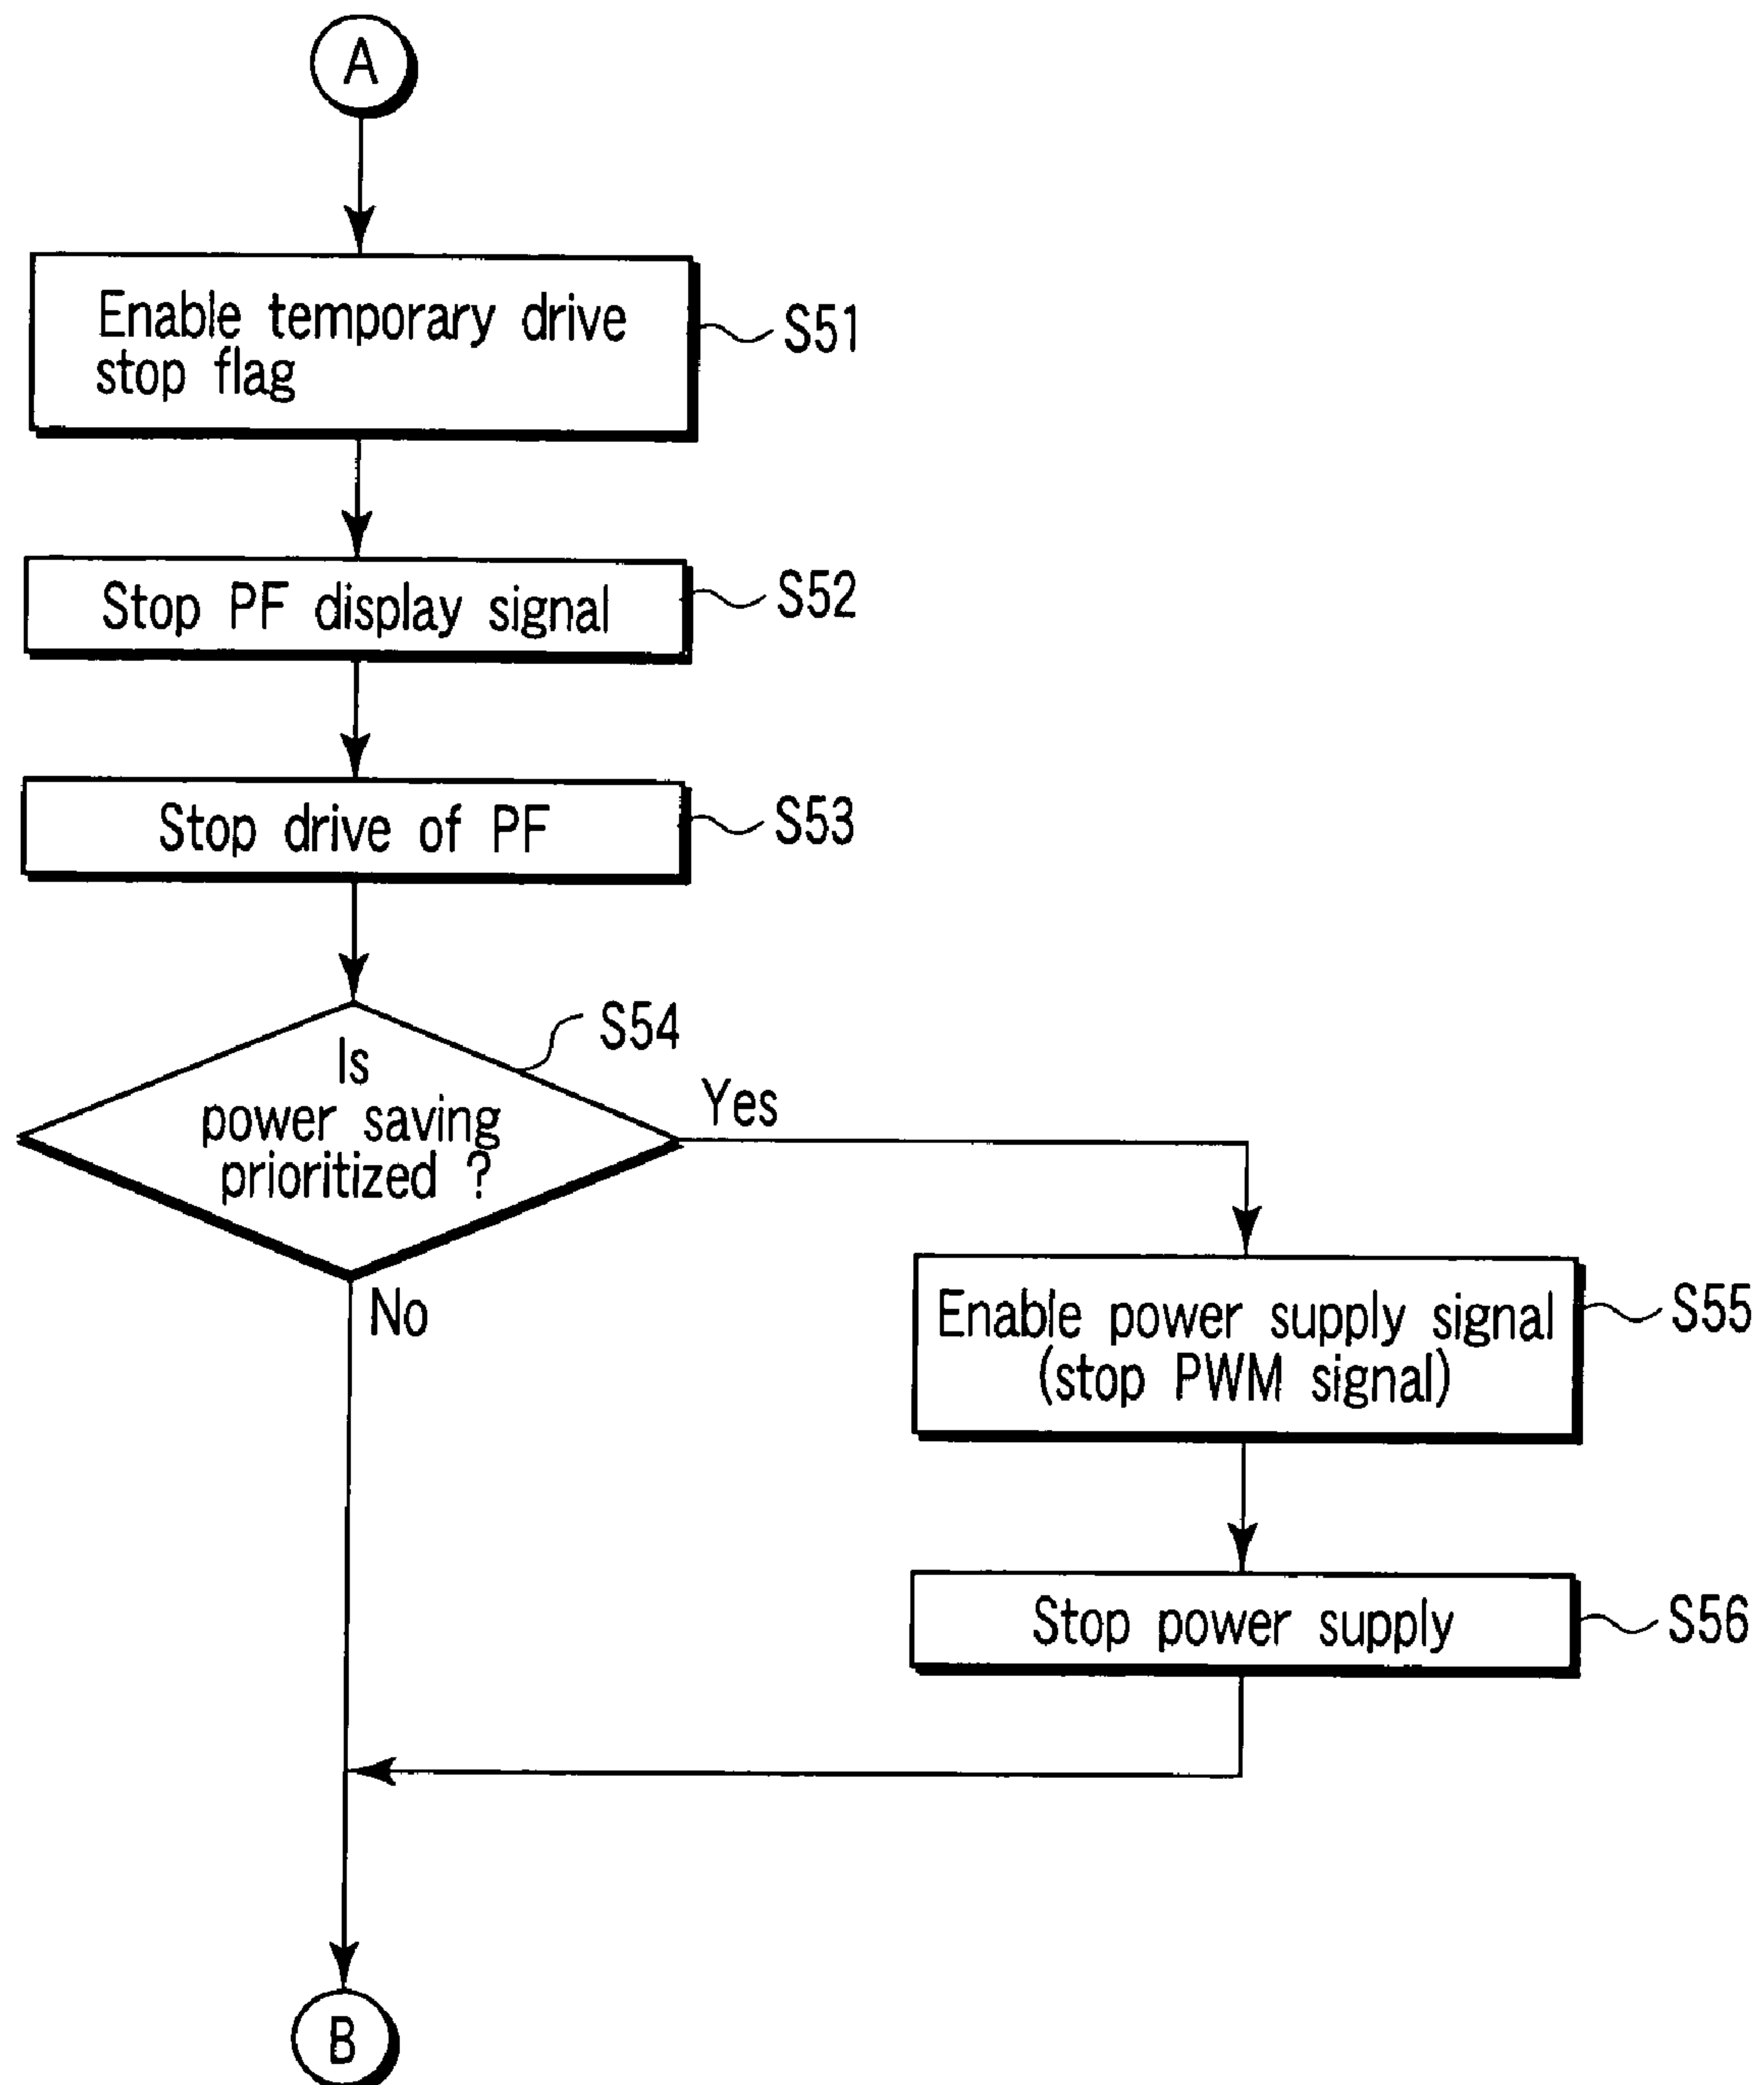 A
Enable temporary drive
stop flag
S51
Stop PF display signal
S52
Stop drive of PF
S53
S54
Is
power saving
prioritized ?
Yes
No
Enable power supply signal
(stop PWM signal)
S55
Stop power supply
S56
B